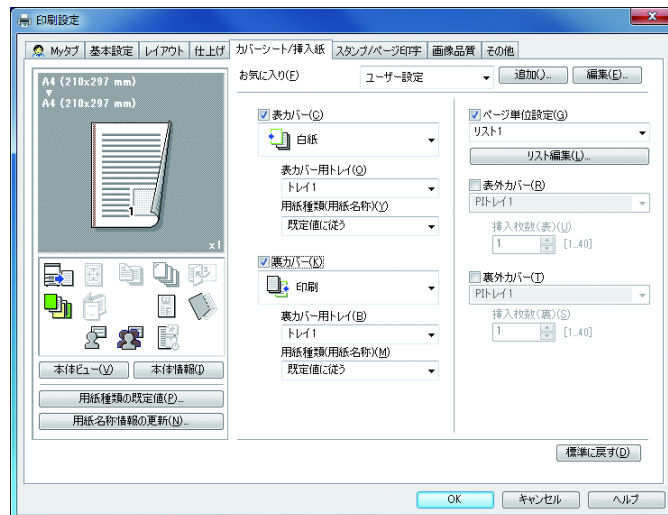 印刷設定
Myタブ 基本設定 レイアウト 仕上げ カバーシート/挿入紙 スタンプ/ページ印字 画像品質 その他
お気に入り(F) ユーザー設定 追加()... 編集(E)...
A4 (210x297 mm)
A4 (210x297 mm)
1
x1
本体ビュー(V) 本体情報(I)
用紙種類の既定値(P)...
用紙名称情報の更新(N)...
表カバー(C)
白紙
表カバー用トレイ(O)
トレイ1
用紙種類(用紙名称)(Y)
既定値に従う
裏カバー(K)
印刷
裏カバー用トレイ(B)
トレイ1
用紙種類(用紙名称)(M)
既定値に従う
ページ単位設定(G)
リスト1
リスト編集(L)...
表外カバー(R)
PIトレイ1
挿入枚数(表)(U)
1 [1..40]
裏外カバー(T)
PIトレイ1
挿入枚数(裏)(S)
1 [1..40]
標準に戻す(D)
OK キャンセル ヘルプ